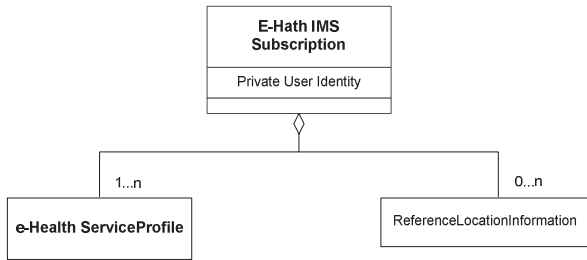 E-Hath IMS
Subscription
Private User Identity
1...n
0...n
e-Health ServiceProfile
ReferenceLocationInformation